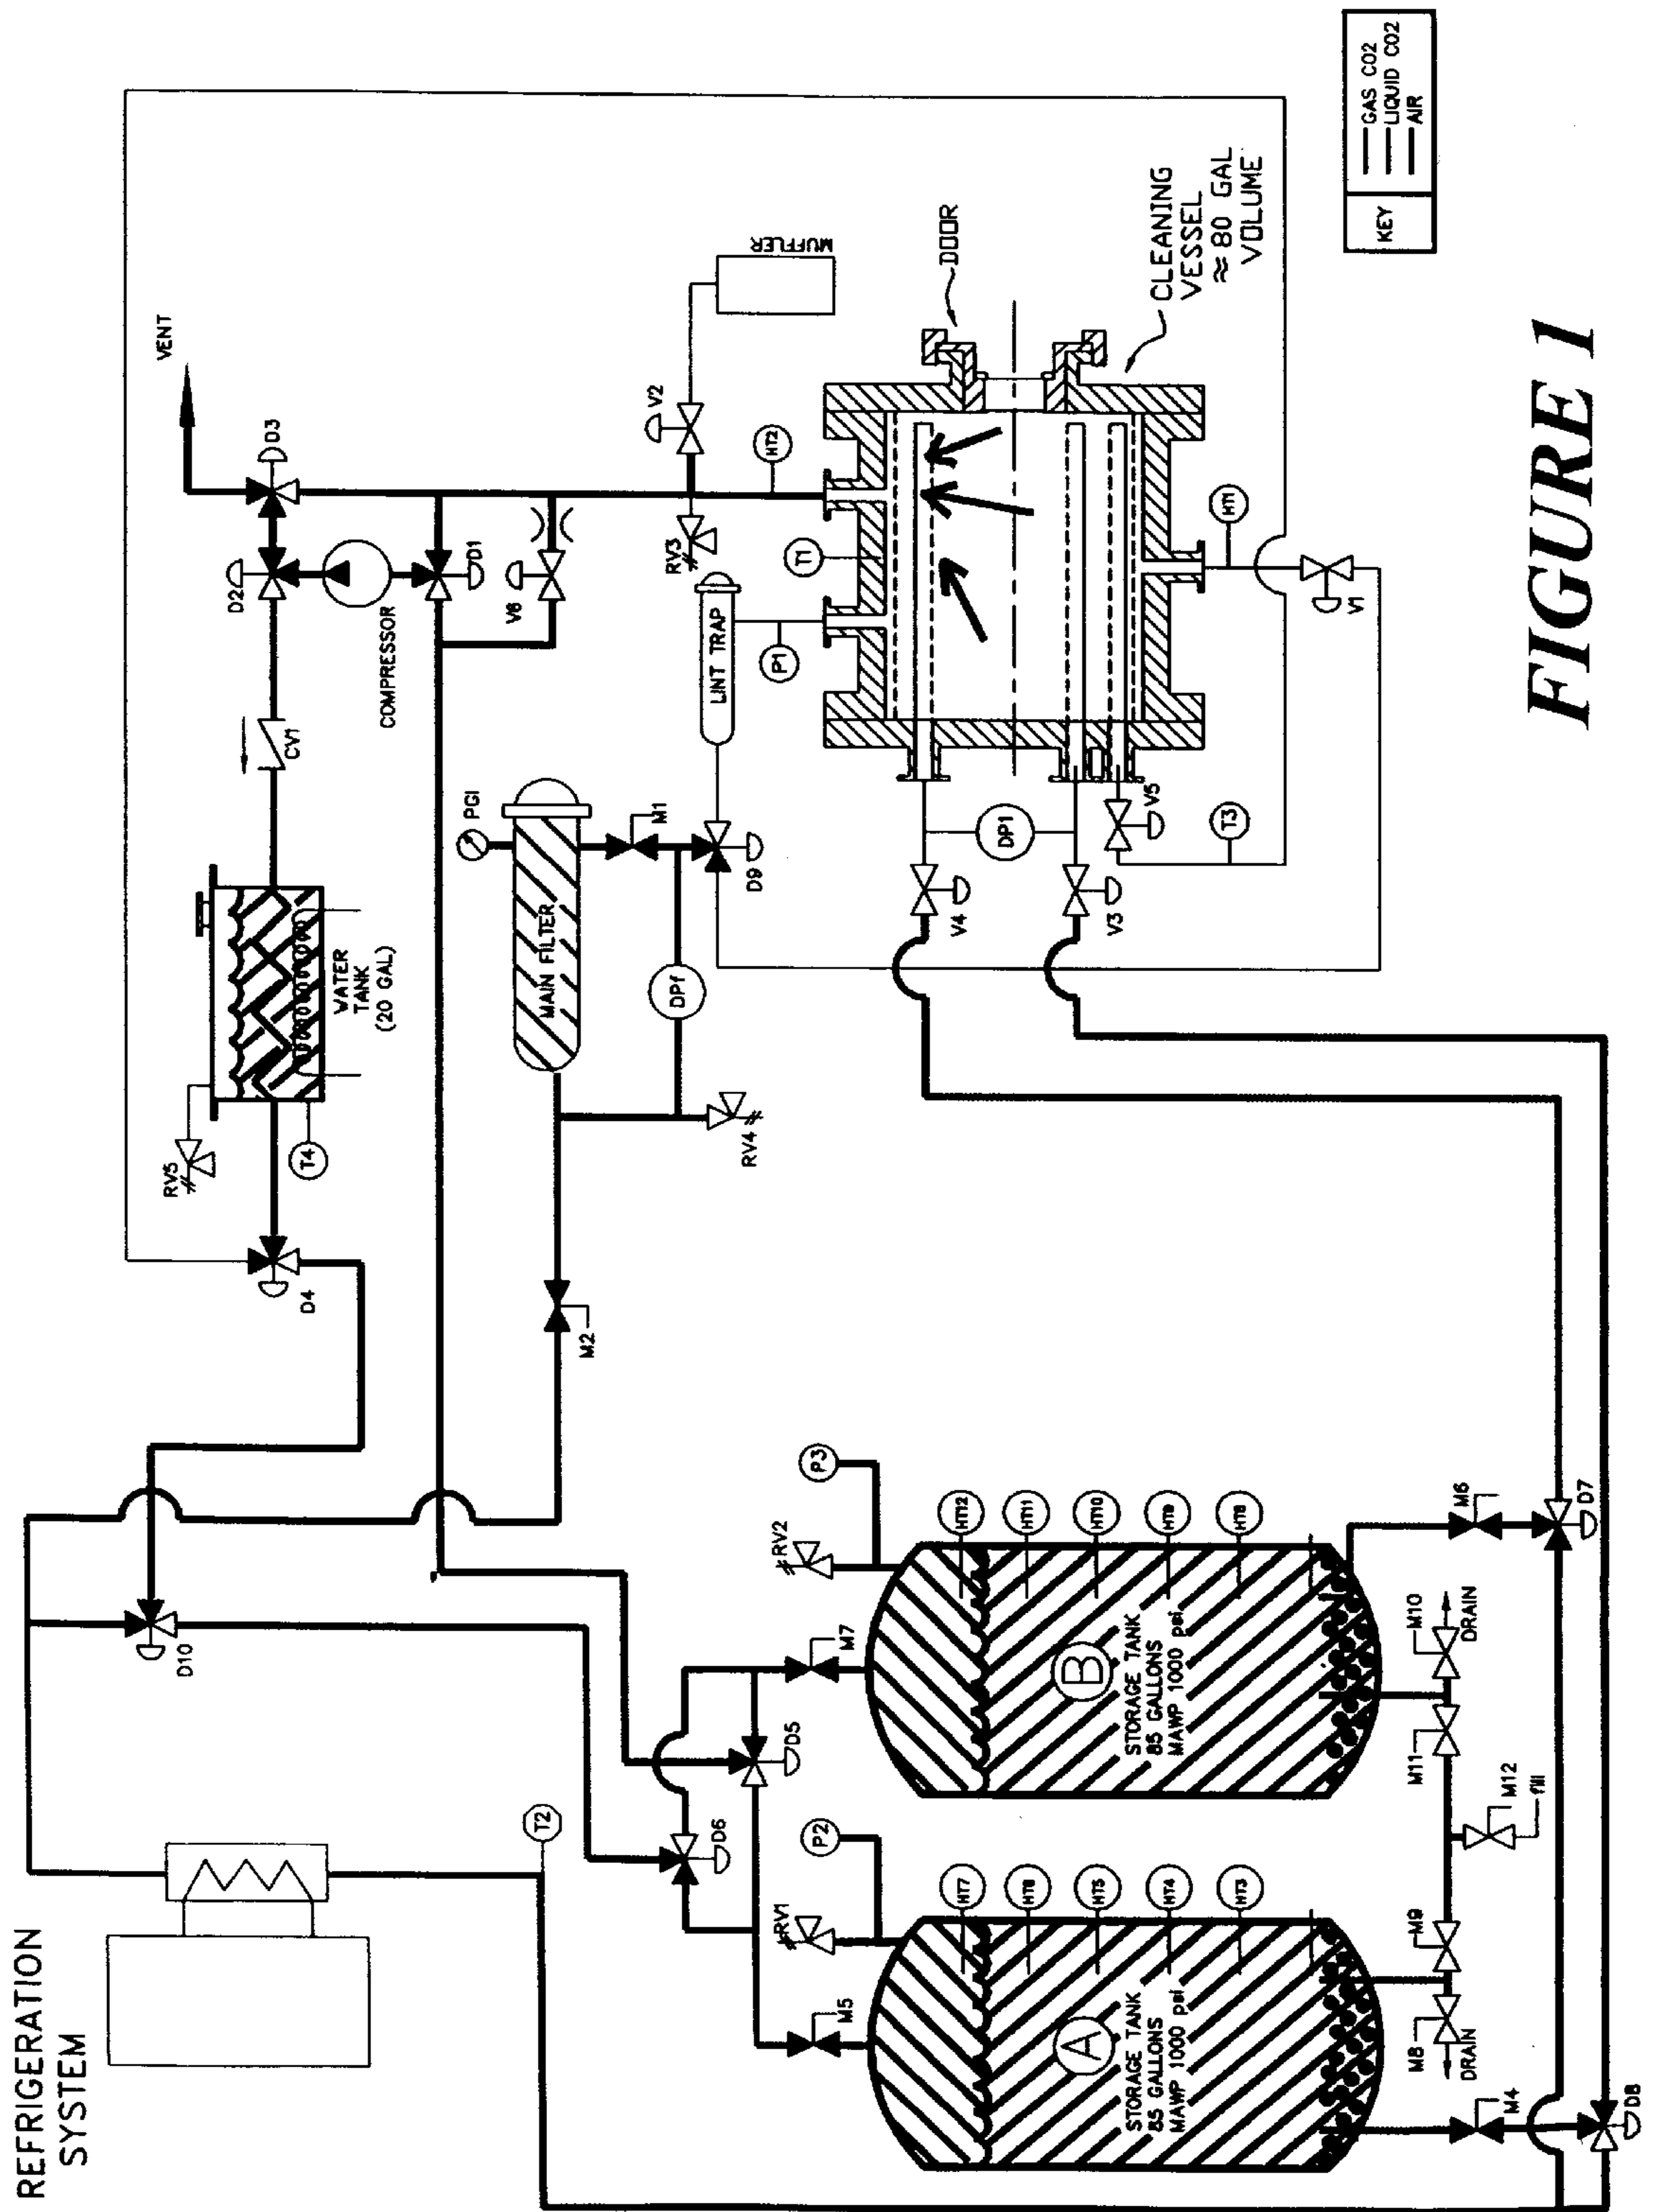 REFRIGERATION
SYSTEM
VENT
D3
D2
COMPRESSOR
D1
V6
CV1
WATER
TANK
(20 GAL)
RV5
T4
D4
D10
PGI
MAIN FILTER
M1
DPf
D9
RV4
M2
LINT TRAP
P1
T1
RV3
V2
HT2
MUFFLER
DOOR
CLEANING
VESSEL
≈ 80 GAL
VOLUME
HT1
V1
V5
T3
DP1
V4
V3
KEY
GAS CO2
LIQUID CO2
AIR
T2
D6
D5
M7
M5
RV1
P2
RV2
P3
HT7
HT6
HT5
HT4
HT3
HT12
HT11
HT10
HT9
HT8
A
STORAGE TANK
85 GALLONS
MAWP 1000 psi
B
STORAGE TANK
85 GALLONS
MAWP 1000 psi
M8
DRAIN
M9
M12
fill
M11
M10
DRAIN
M4
D8
M6
D7
FIGURE 1